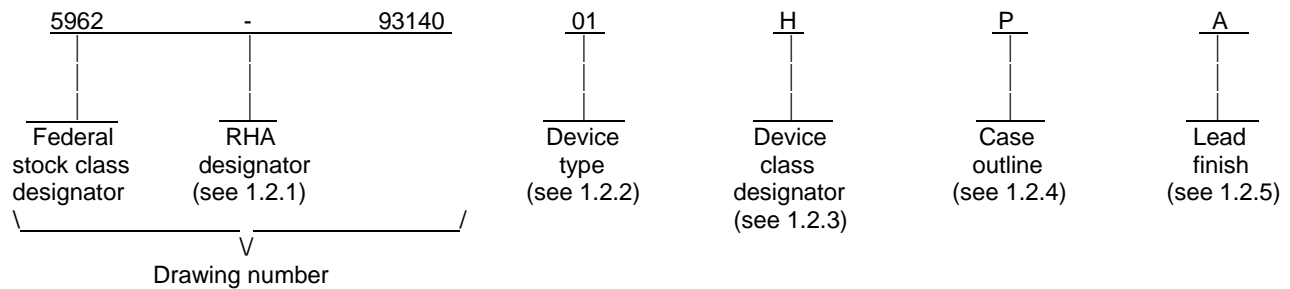 5962 - 93140 01 H P A
Federal stock class designator
RHA designator (see 1.2.1)
Device type (see 1.2.2)
Device class designator (see 1.2.3)
Case outline (see 1.2.4)
Lead finish (see 1.2.5)
Drawing number